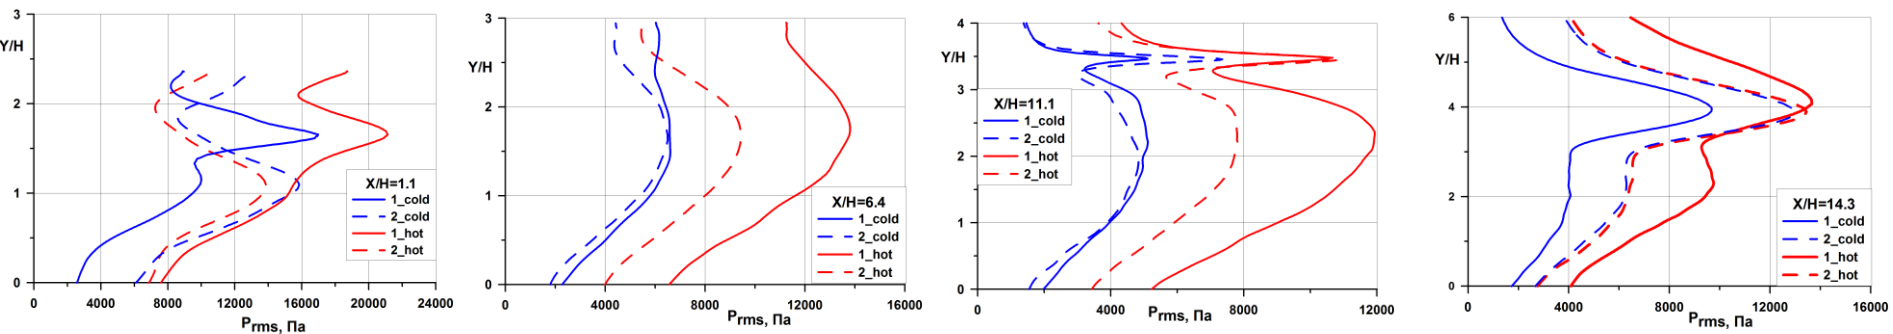 3
Y/H
2
1
0
X/H=1.1
1_cold
2_cold
1_hot
2_hot
0 4000 8000 12000 16000 20000 24000
Prms, Па
3
Y/H
2
1
0
X/H=6.4
1_cold
2_cold
1_hot
2_hot
0 4000 8000 12000 16000
Prms, Па
4
Y/H
3
2
1
0
X/H=11.1
1_cold
2_cold
1_hot
2_hot
0 4000 8000 12000
Prms, Па
6
Y/H
4
2
0
X/H=14.3
1_cold
2_cold
1_hot
2_hot
0 4000 8000 12000 16000
Prms, Па